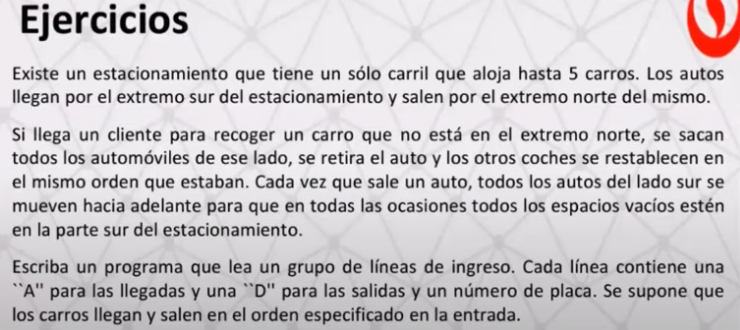 Ejercicios
Existe un estacionamiento que tiene un sólo carril que aloja hasta 5 carros. Los autos
llegan por el extremo sur del estacionamiento y salen por el extremo norte del mismo.
Si llega un cliente para recoger un carro que no está en el extremo norte, se sacan
todos los automóviles de ese lado, se retira el auto y los otros coches se restablecen en
el mismo orden que estaban. Cada vez que sale un auto, todos los autos del lado sur se
mueven hacia adelante para que en todas las ocasiones todos los espacios vacíos estén
en la parte sur del estacionamiento.
Escriba un programa que lea un grupo de líneas de ingreso. Cada línea contiene una
``A" para las llegadas y una ``D" para las salidas y un número de placa. Se supone que
los carros llegan y salen en el orden especificado en la entrada.